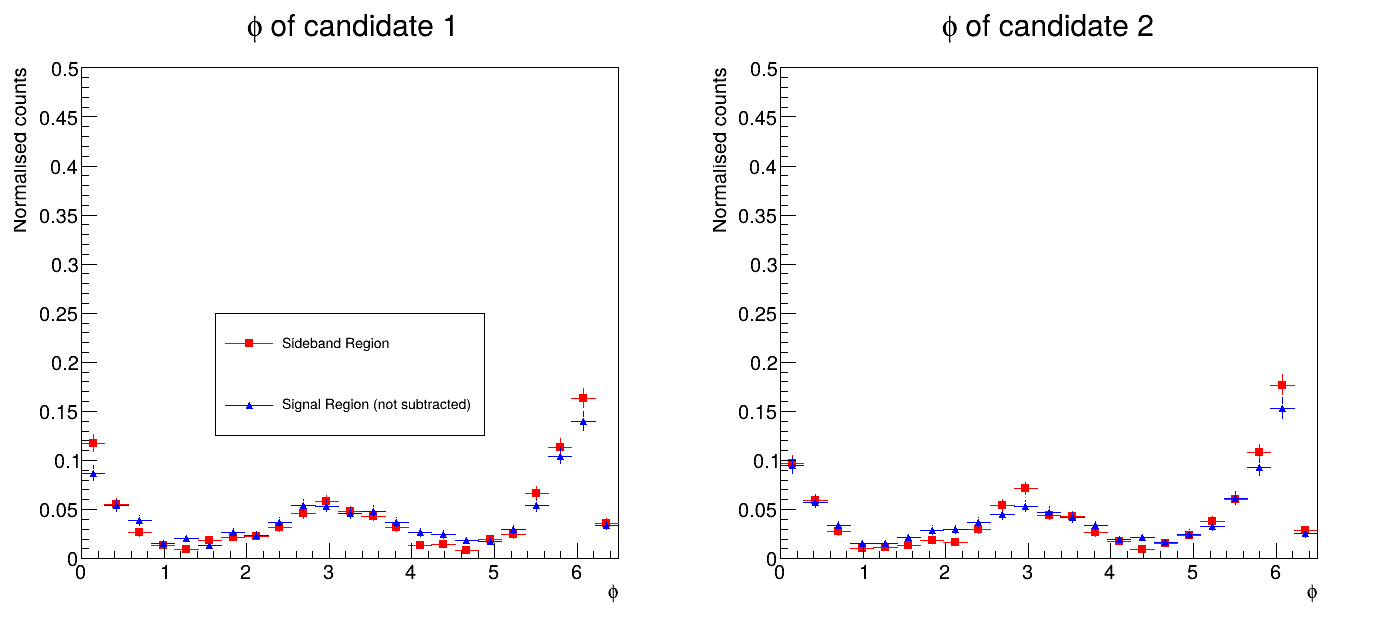 ϕ of candidate 1
Normalised counts
0.5
0.45
0.4
0.35
0.3
0.25
0.2
0.15
0.1
0.05
0
Sideband Region
Signal Region (not subtracted)
0 1 2 3 4 5 6
ϕ
ϕ of candidate 2
Normalised counts
0.5
0.45
0.4
0.35
0.3
0.25
0.2
0.15
0.1
0.05
0
0 1 2 3 4 5 6
ϕ